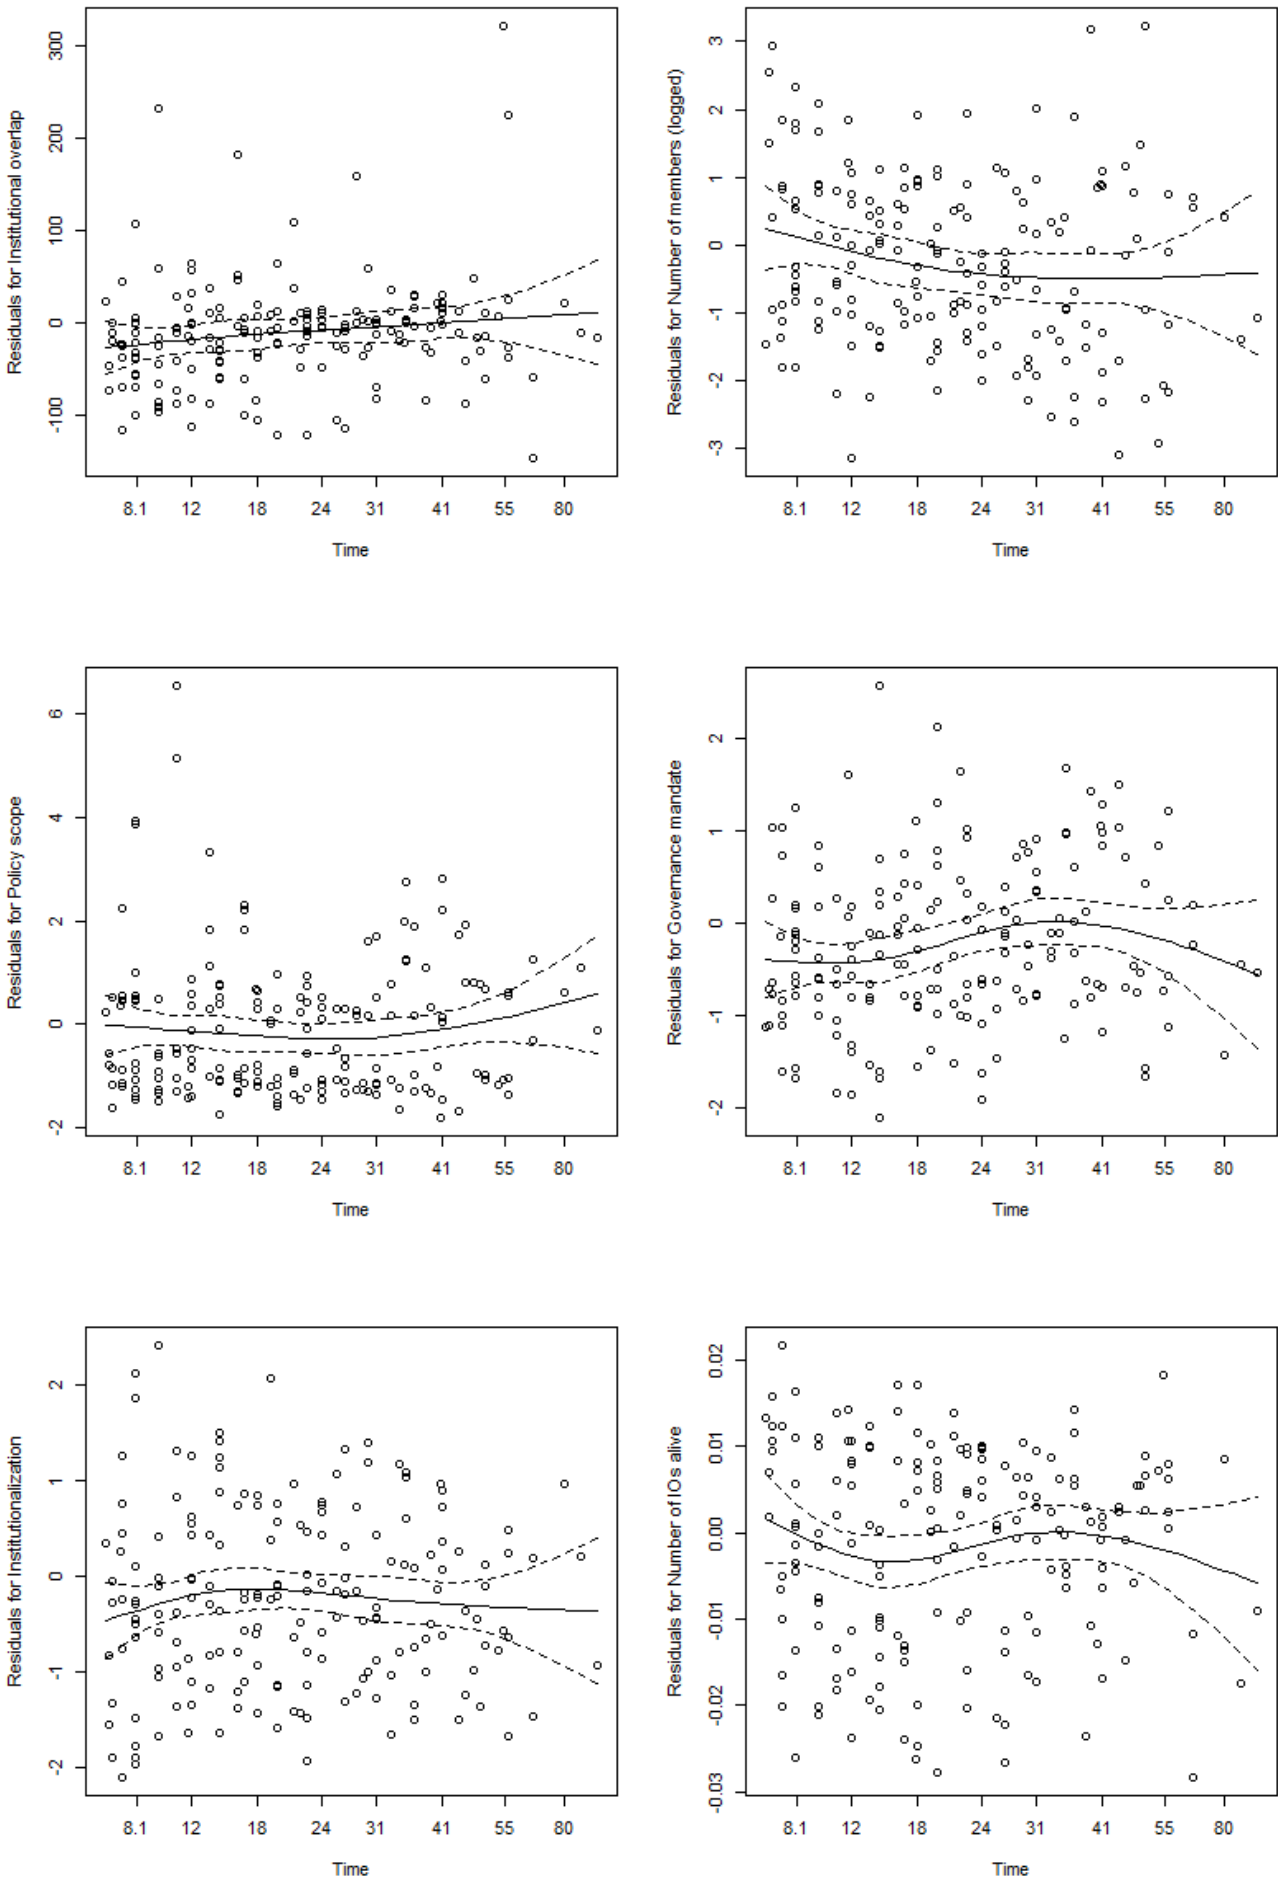 Residuals for Institutional overlap
300
200
100
0
-100
8.1 12 18 24 31 41 55 80
Time
Residuals for Number of members (logged)
3
2
1
0
-1
-2
-3
8.1 12 18 24 31 41 55 80
Time
Residuals for Policy scope
6
4
2
0
-2
8.1 12 18 24 31 41 55 80
Time
Residuals for Governance mandate
2
1
0
-1
-2
8.1 12 18 24 31 41 55 80
Time
Residuals for Institutionalization
2
1
0
-1
-2
8.1 12 18 24 31 41 55 80
Time
Residuals for Number of IOs alive
0.02
0.01
0.00
-0.01
-0.02
-0.03
8.1 12 18 24 31 41 55 80
Time